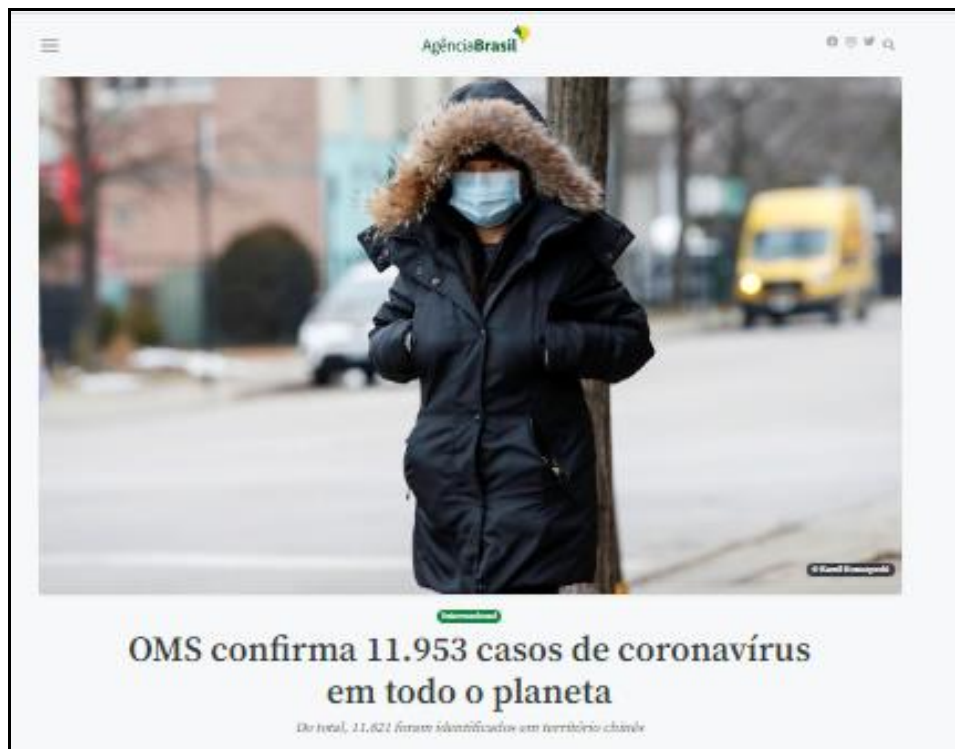 AgênciaBrasil
Internacional
OMS confirma 11.953 casos de coronavírus
em todo o planeta
Do total, 11.821 foram identificados em território chinês